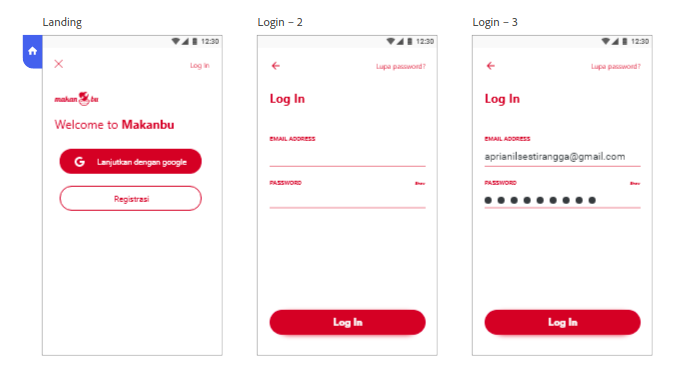 Landing
12:30
Log In
makan bu
Welcome to Makanbu
G Lanjutkan dengan google
Registrasi
Login – 2
12:30
Lupa password?
Log In
EMAIL ADDRESS
PASSWORD
Show
Log In
Login – 3
12:30
Lupa password?
Log In
EMAIL ADDRESS
aprianilsestirangga@gmail.com
PASSWORD
Show
Log In